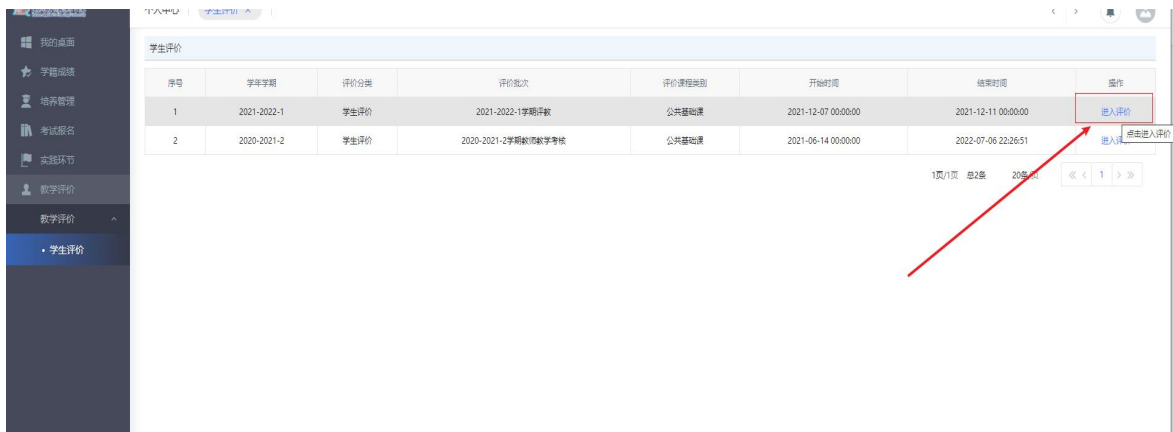 个人中心 学生评价 ×
我的桌面
学籍成绩
培养管理
考试报名
实践环节
教学评价
教学评价
• 学生评价
学生评价
序号 学年学期 评价分类 评价批次 评价课程类别 开始时间 结束时间 操作
1 2021-2022-1 学生评价 2021-2022-1学期评教 公共基础课 2021-12-07 00:00:00 2021-12-11 00:00:00 进入评价
点击进入评价
2 2020-2021-2 学生评价 2020-2021-2学期教师教学考核 公共基础课 2021-06-14 00:00:00 2022-07-06 22:26:51 进入评价
1页/1页 总2条 20条/页 1